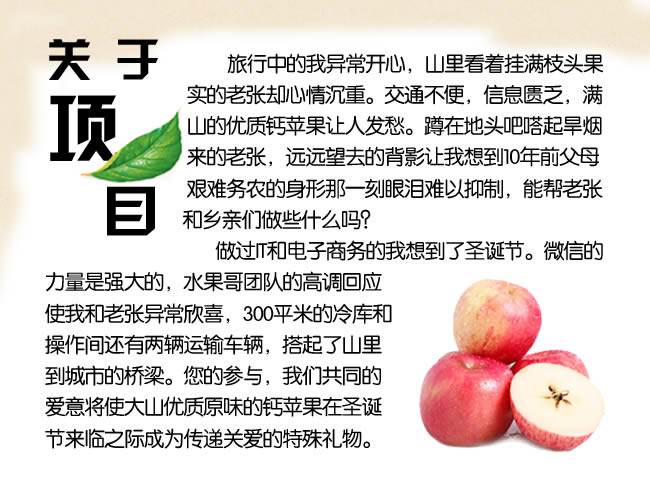 关于
项
目
旅行中的我异常开心，山里看着挂满枝头果
实的老张却心情沉重。交通不便，信息匮乏，满
山的优质钙苹果让人发愁。蹲在地头吧嗒起旱烟
来的老张，远远望去的背影让我想到10年前父母
艰难务农的身形那一刻眼泪难以抑制，能帮老张
和乡亲们做些什么吗？
做过IT和电子商务的我想到了圣诞节。微信的
力量是强大的，水果哥团队的高调回应
使我和老张异常欣喜，300平米的冷库和
操作间还有两辆运输车辆，搭起了山里
到城市的桥梁。您的参与，我们共同的
爱意将使大山优质原味的钙苹果在圣诞
节来临之际成为传递关爱的特殊礼物。